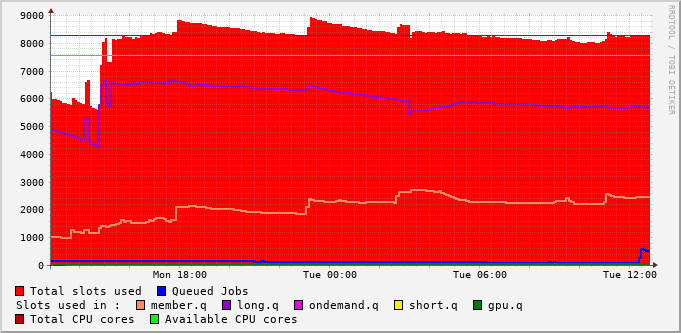 9000
8000
7000
6000
5000
4000
3000
2000
1000
0
Mon 18:00 Tue 00:00 Tue 06:00 Tue 12:00
Total slots used Queued Jobs
Slots used in : member.q long.q ondemand.q short.q gpu.q
Total CPU cores Available CPU cores
RRDTOOL / TOBI OETIKER